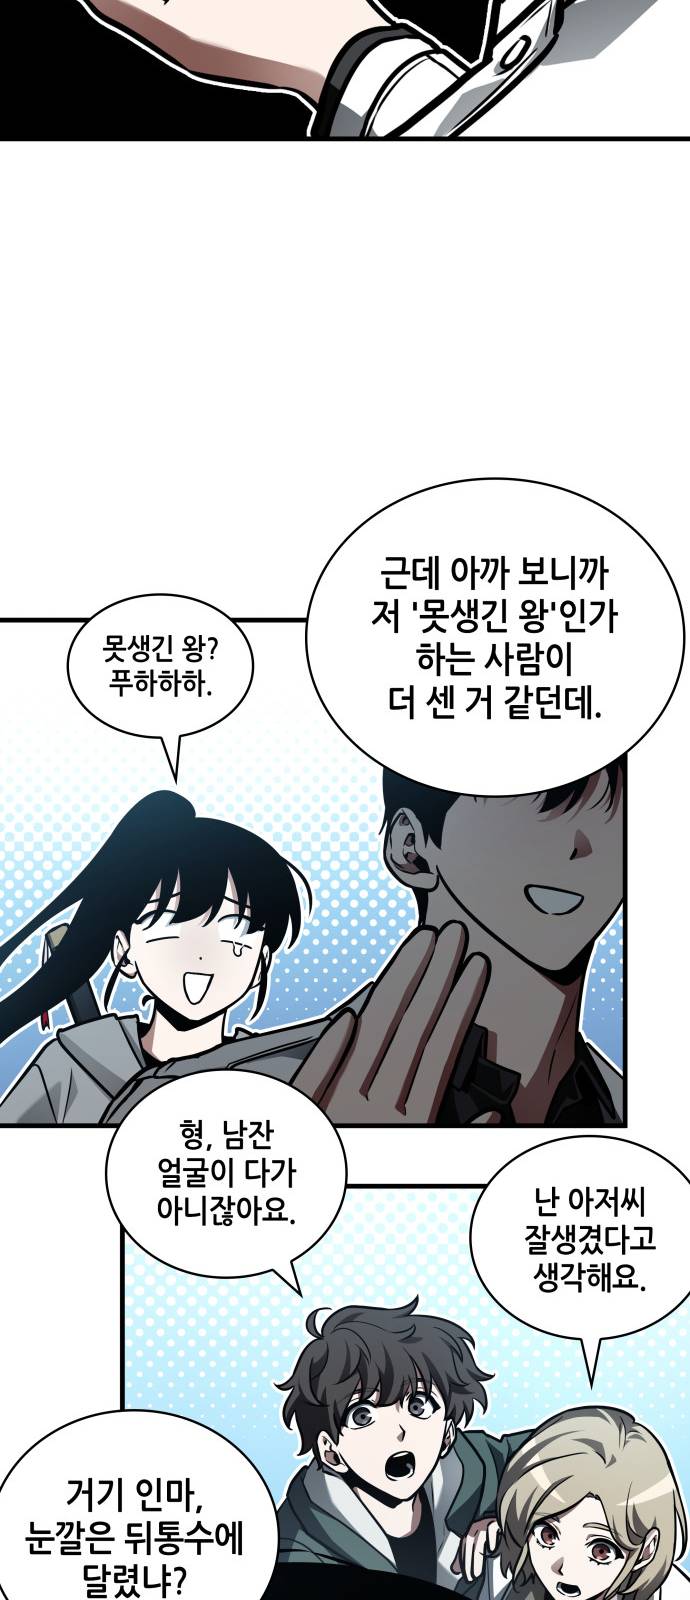 근데 아까 보니까
저 '못생긴 왕'인가
하는 사람이
더 센 거 같던데.
못생긴 왕?
푸하하하.
형, 남잔
얼굴이 다가
아니잖아요.
난 아저씨
잘생겼다고
생각해요.
거기 인마,
눈깔은 뒤통수에
달렸냐?